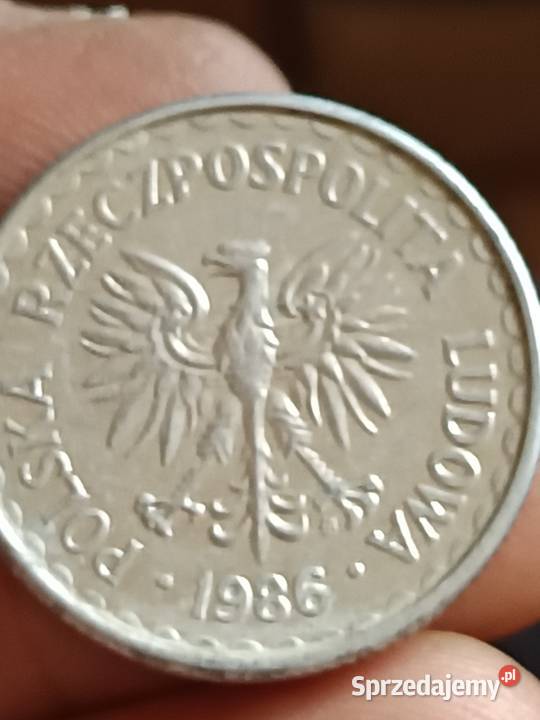 POLSKA RZECZPOSPOLITA LUDOWA
· 1986 ·
Sprzedajemy.pl